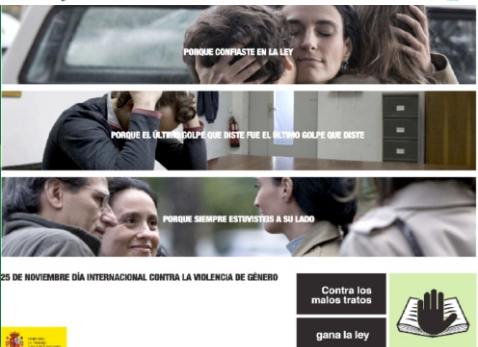 PORQUE CONFIASTE EN LA LEY
PORQUE EL ÚLTIMO GOLPE QUE DISTE FUE EL ÚLTIMO GOLPE QUE DISTE
PORQUE SIEMPRE ESTUVISTEIS A SU LADO
25 DE NOVIEMBRE DÍA INTERNACIONAL CONTRA LA VIOLENCIA DE GÉNERO
Contra los
malos tratos
gana la ley